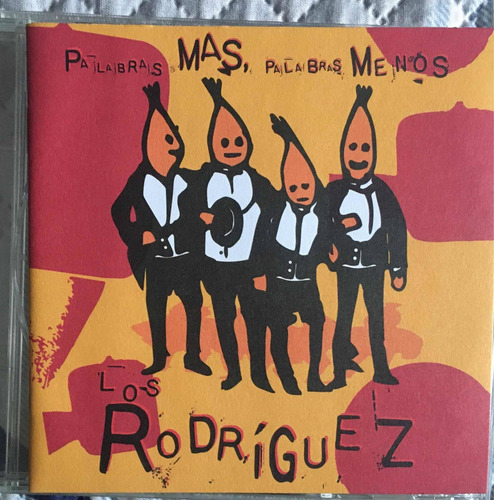 PALABRAS MAS, PALABRAS MENOS
LOS
RODRÍGUEZ